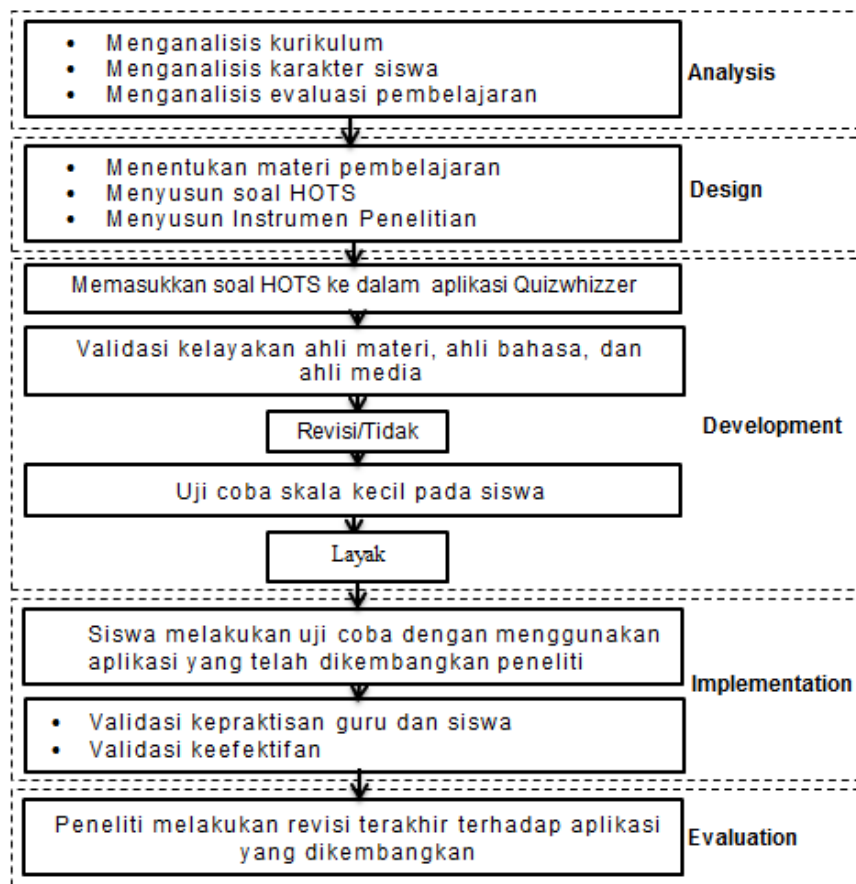 • Menganalisis kurikulum
• Menganalisis karakter siswa
• Menganalisis evaluasi pembelajaran
Analysis
• Menentukan materi pembelajaran
• Menyusun soal HOTS
• Menyusun Instrumen Penelitian
Design
Memasukkan soal HOTS ke dalam aplikasi Quizwhizzer
Validasi kelayakan ahli materi, ahli bahasa, dan
ahli media
Revisi/Tidak
Development
Uji coba skala kecil pada siswa
Layak
Siswa melakukan uji coba dengan menggunakan
aplikasi yang telah dikembangkan peneliti
Implementation
• Validasi kepraktisan guru dan siswa
• Validasi keefektifan
Peneliti melakukan revisi terakhir terhadap aplikasi
yang dikembangkan
Evaluation